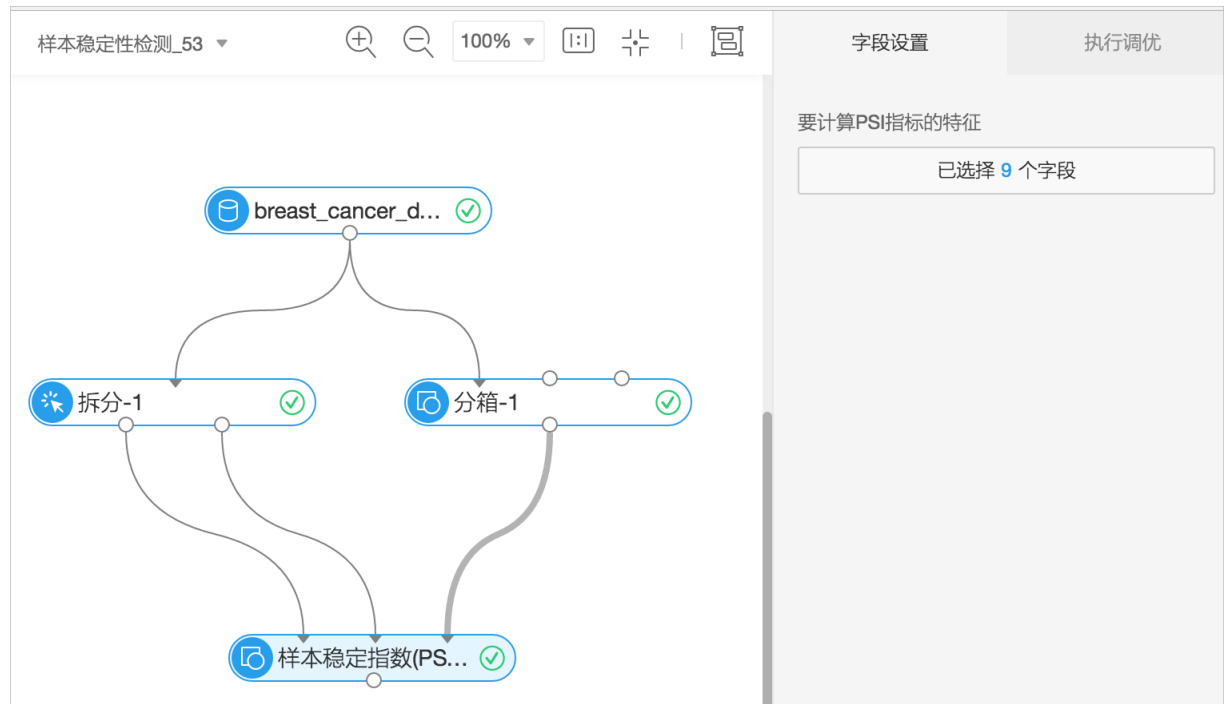 样本稳定性检测_53
100%
字段设置
执行调优
要计算PSI指标的特征
已选择 9 个字段
breast_cancer_d...
拆分-1
分箱-1
样本稳定指数(PS...